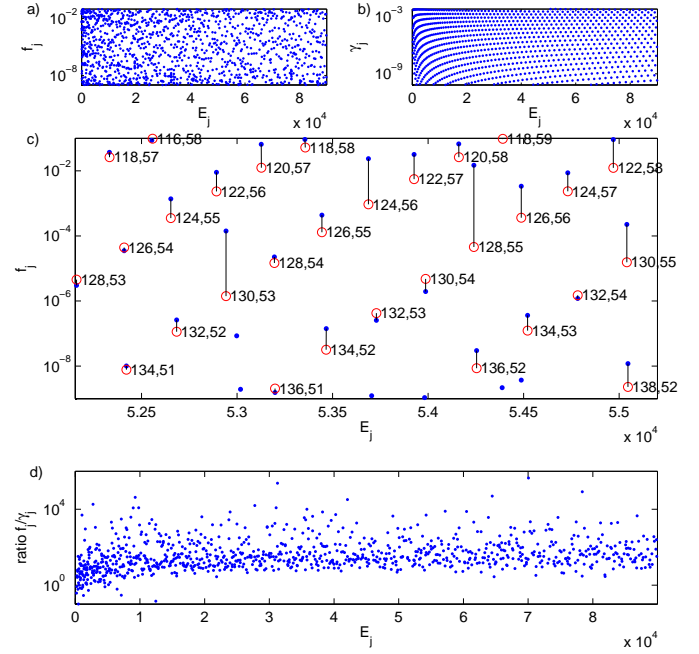 a)
10^-2
10^-8
f_j
0 2 4 6 8
E_j
x 10^4
b)
10^-3
10^-9
γ_j
0 2 4 6 8
E_j
x 10^4
c)
10^-2
10^-4
10^-6
10^-8
f_j
116,58
118,59
118,57
118,58
120,58
120,57
122,58
122,57
122,56
124,57
124,56
124,55
126,56
126,55
126,54
128,55
128,54
128,53
130,55
130,54
130,53
132,54
132,53
132,52
134,53
134,52
134,51
136,52
136,51
138,52
5.25 5.3 5.35 5.4 5.45 5.5
E_j
x 10^4
d)
10^4
10^0
ratio f_j/γ_j
0 1 2 3 4 5 6 7 8
E_j
x 10^4